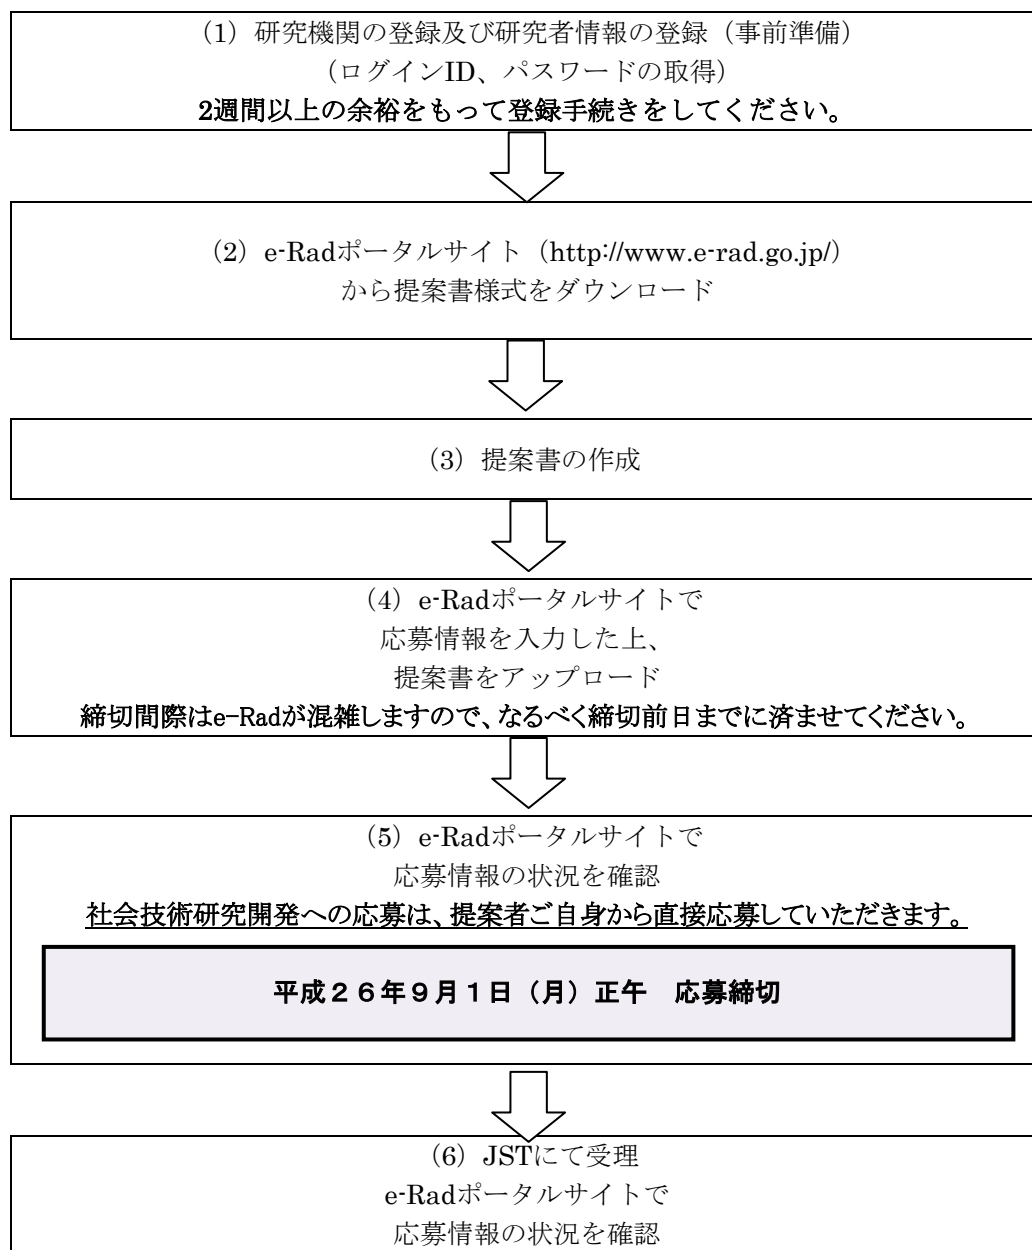 （1）研究機関の登録及び研究者情報の登録（事前準備）
（ログインID、パスワードの取得）
2週間以上の余裕をもって登録手続きをしてください。
（2）e-Radポータルサイト（http://www.e-rad.go.jp/）
から提案書様式をダウンロード
（3）提案書の作成
（4）e-Radポータルサイトで
応募情報を入力した上、
提案書をアップロード
締切間際はe-Radが混雑しますので、なるべく締切前日までに済ませてください。
（5）e-Radポータルサイトで
応募情報の状況を確認
社会技術研究開発への応募は、提案者ご自身から直接応募していただきます。
平成２６年９月１日（月）正午　応募締切
（6）JSTにて受理
e-Radポータルサイトで
応募情報の状況を確認